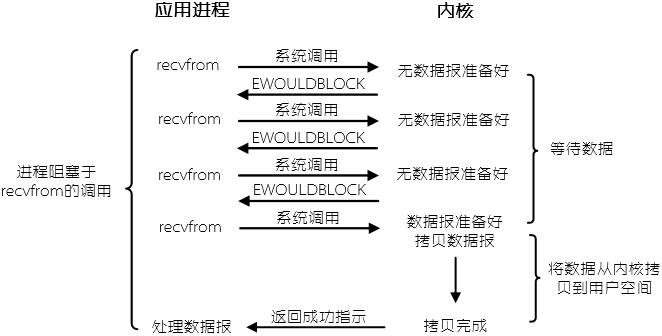 应用进程
内核
recvfrom
系统调用
无数据报准备好
EWOULDBLOCK
recvfrom
系统调用
无数据报准备好
EWOULDBLOCK
等待数据
进程阻塞于
recvfrom的调用
recvfrom
系统调用
无数据报准备好
EWOULDBLOCK
recvfrom
系统调用
数据报准备好
拷贝数据报
将数据从内核拷
贝到用户空间
处理数据报
返回成功指示
拷贝完成